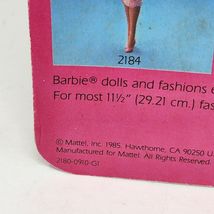 2184
Barbie® dolls and fashions e
For most 11½" (29.21 cm.) fas
© Mattel, Inc. 1985. Hawthorne, CA 90250 U
Manufactured for Mattel. All Rights Reserved.
2180-0910-G1